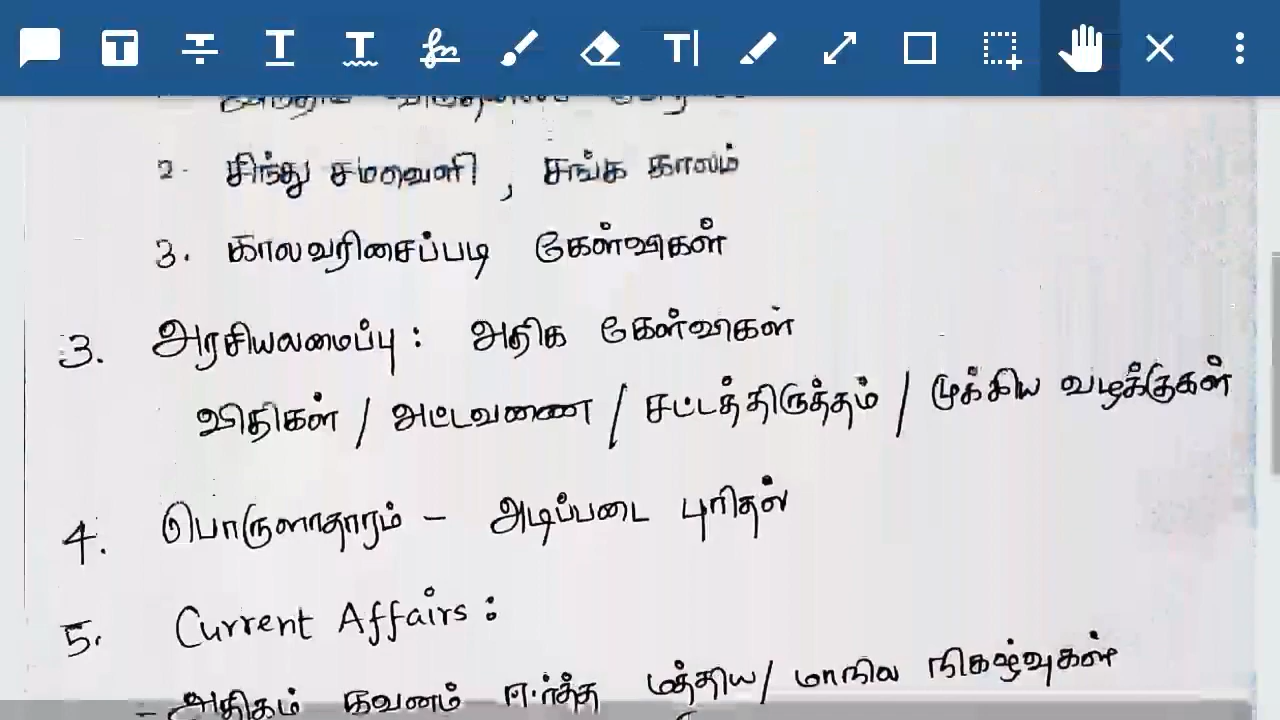 2. சிந்து சமவெளி, சங்க காலம்
3. காலவரிசைப்படி கேள்விகள்
3. அரசியலமைப்பு : அதிக கேள்விகள்
விதிகள் / அட்டவணை / சட்டத்திருத்தம் / முக்கிய வழக்குகள்
4. பொருளாதாரம் - அடிப்படை புரிதல்
5. Current Affairs :
- அதிகம் கவனம் ஈர்த்த மத்திய / மாநில நிகழ்வுகள்